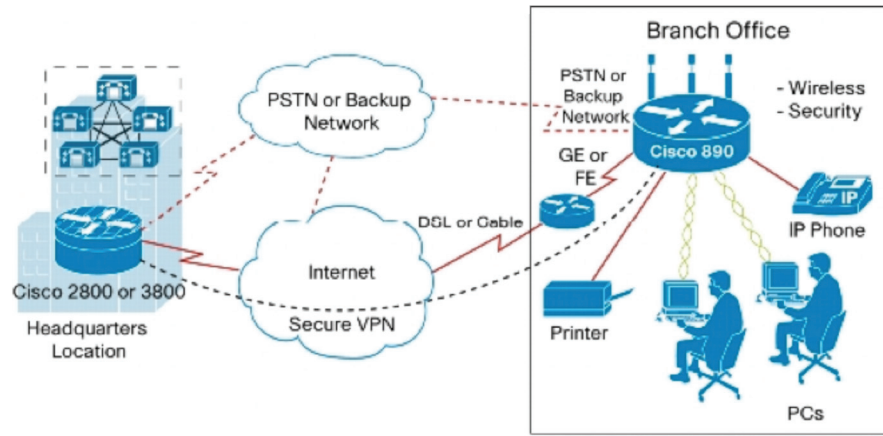 Branch Office
PSTN or Backup
Network
PSTN or
Backup
Network
- Wireless
- Security
Cisco 890
GE or
FE
DSL or Cable
IP
IP Phone
Internet
Secure VPN
Cisco 2800 or 3800
Headquarters
Location
Printer
PCs